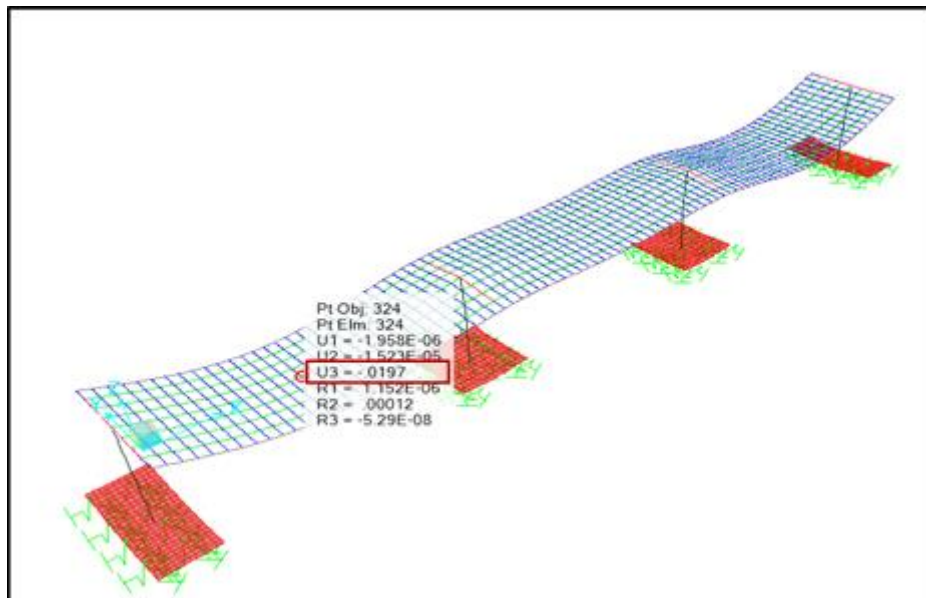 Pt Obj: 324
Pt Elm: 324
U1 = -1.958E-06
U2 = -1.523E-05
U3 = -.0197
R1 = 1.152E-06
R2 = .00012
R3 = -5.29E-08